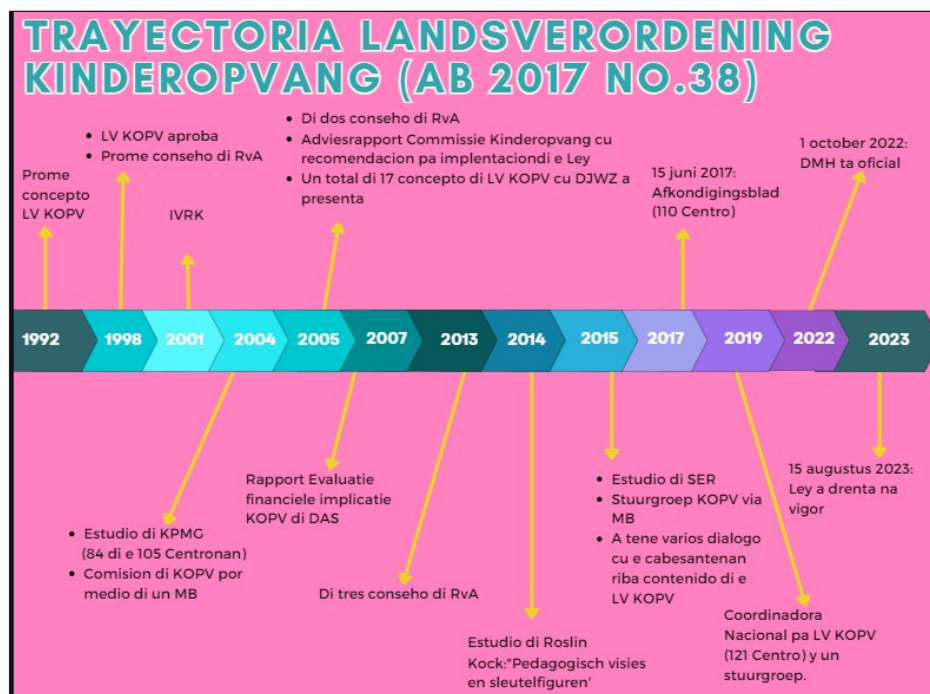 TRAYECTORIA LANDSVERORDENING
KINDEROPVANG (AB 2017 NO.38)
Prome
concepto
LV KOPV
• LV KOPV aproba
• Prome conseho di RvA
IVRK
• Di dos conseho di RvA
• Adviesrapport Commissie Kinderopvang cu
recomendacion pa implentaciondi e Ley
• Un total di 17 concepto di LV KOPV cu DJWZ a
presenta
15 juni 2017:
Afkondigingsblad
(110 Centro)
1 october 2022:
DMH ta oficial
1992
1998
2001
2004
2005
2007
2013
2014
2015
2017
2019
2022
2023
• Estudio di KPMG
(84 di e 105 Centronan)
• Comision di KOPV por
medio di un MB
Rapport Evaluatie
financiele implicatie
KOPV di DAS
Di tres conseho di RvA
Estudio di Roslin
Kock:"Pedagogisch visies
en sleutelfiguren'
• Estudio di SER
• Stuurgroep KOPV via
MB
• A tene varios dialogo
cu e cabesantenan
riba contenido di e
LV KOPV
Coordinadora
Nacional pa LV KOPV
(121 Centro) y un
stuurgroep.
15 augustus 2023:
Ley a drenta na
vigor